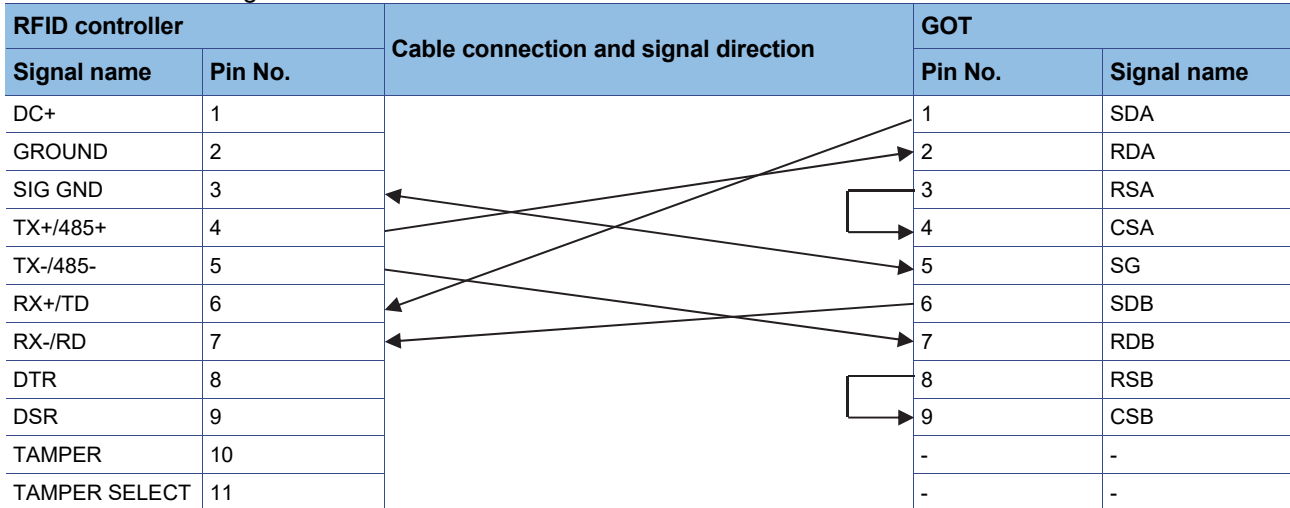 RFID controller Cable connection and signal direction GOT
Signal name Pin No. Pin No. Signal name
DC+ 1 1 SDA
GROUND 2 2 RDA
SIG GND 3 3 RSA
TX+/485+ 4 4 CSA
TX-/485- 5 5 SG
RX+/TD 6 6 SDB
RX-/RD 7 7 RDB
DTR 8 8 RSB
DSR 9 9 CSB
TAMPER 10 - -
TAMPER SELECT 11 - -